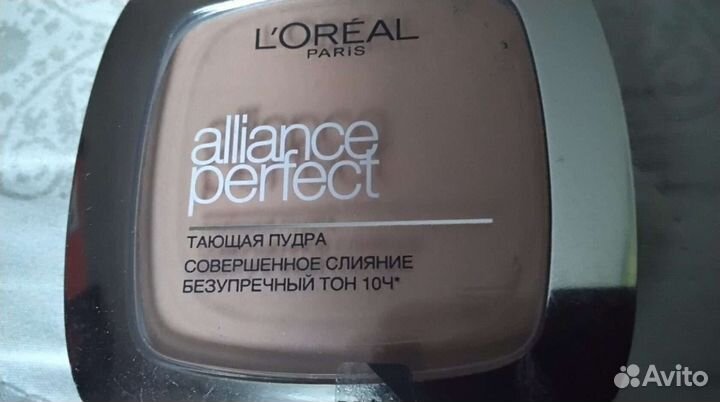 L'ORÉAL
PARIS
alliance
perfect
ТАЮЩАЯ ПУДРА
СОВЕРШЕННОЕ СЛИЯНИЕ
БЕЗУПРЕЧНЫЙ ТОН 10Ч*
Avito